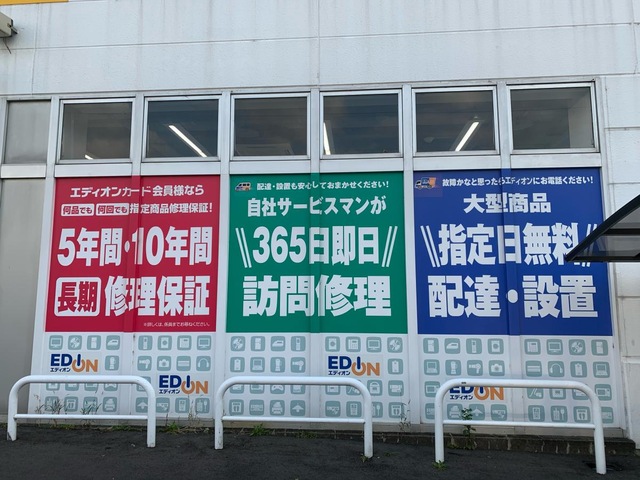 エディオンカード会員様なら
何品でも 何回でも 指定商品修理保証!
5年間・10年間
長期 修理保証
配達・設置も安心しておまかせください!
自社サービスマンが
365日即日
訪問修理
故障かなと思ったらエディオンにお電話ください!
大型商品
指定日無料
配達・設置
EDION
エディオン
EDION
エディオン
EDION
エディオン
EDION
エディオン